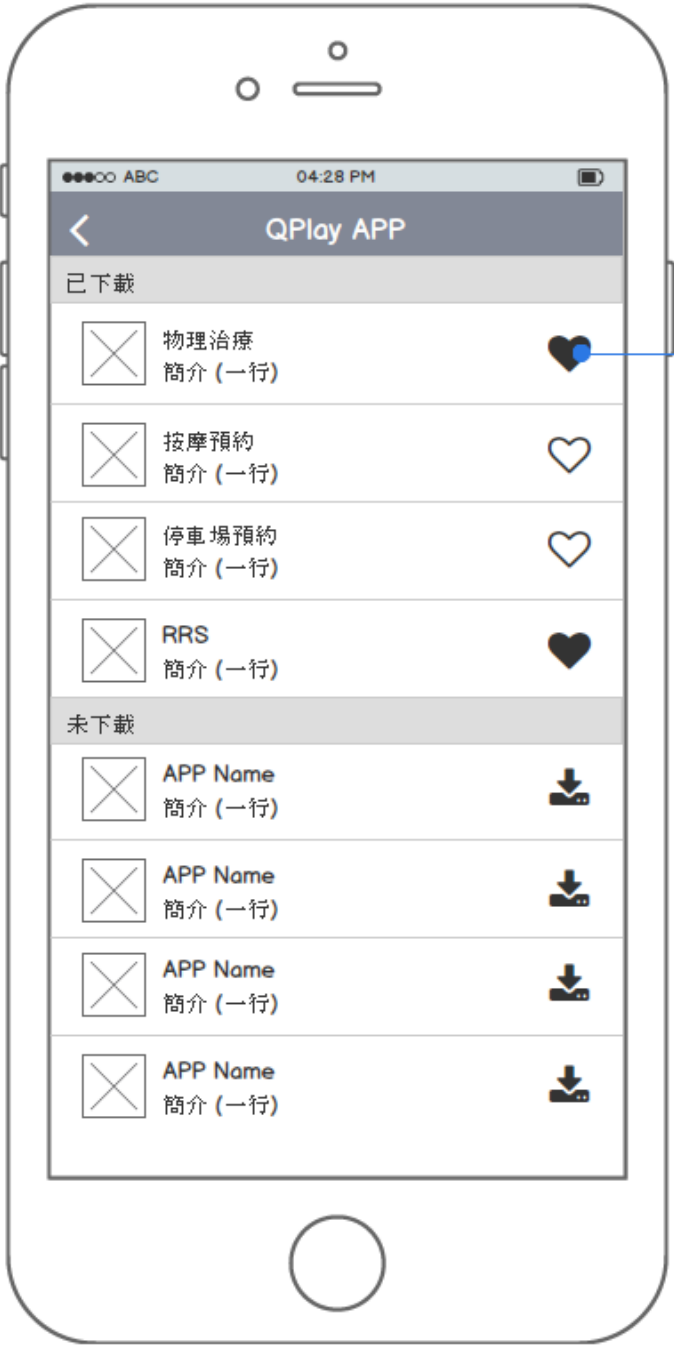 ABC 04:28 PM
QPlay APP
已下載
物理治療
簡介 (一行)
按摩預約
簡介 (一行)
停車場預約
簡介 (一行)
RRS
簡介 (一行)
未下載
APP Name
簡介 (一行)
APP Name
簡介 (一行)
APP Name
簡介 (一行)
APP Name
簡介 (一行)